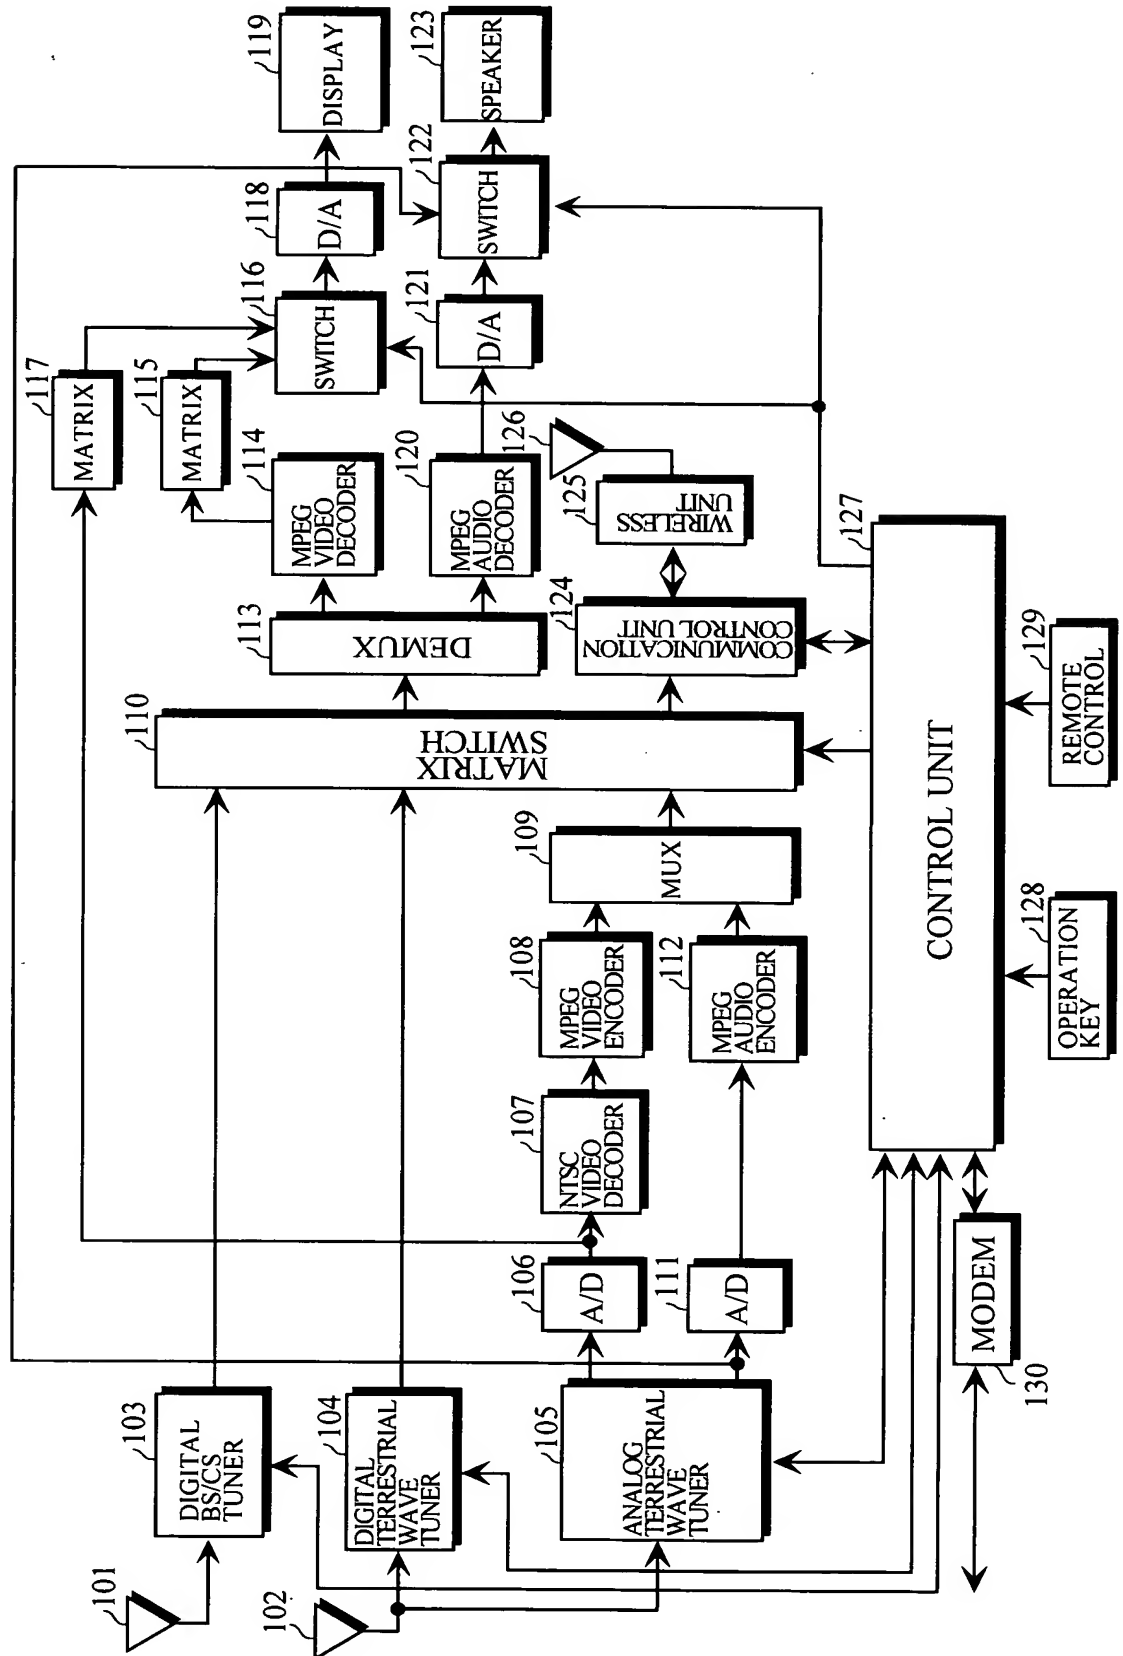 101
102
103
DIGITAL
BS/CS
TUNER
104
DIGITAL
TERRESTRIAL
WAVE
TUNER
105
ANALOG
TERRESTRIAL
WAVE
TUNER
106
A/D
107
NTSC
VIDEO
DECODER
108
MPEG
VIDEO
ENCODER
109
MUX
111
A/D
112
MPEG
AUDIO
ENCODER
110
MATRIX
SWITCH
113
DEMUX
114
MPEG
VIDEO
DECODER
115
MATRIX
117
MATRIX
116
SWITCH
118
D/A
119
DISPLAY
120
MPEG
AUDIO
DECODER
121
D/A
122
SWITCH
123
SPEAKER
124
COMMUNICATION
CONTROL UNIT
125
WIRELESS
UNIT
126
127
CONTROL UNIT
128
OPERATION
KEY
129
REMOTE
CONTROL
MODEM
130